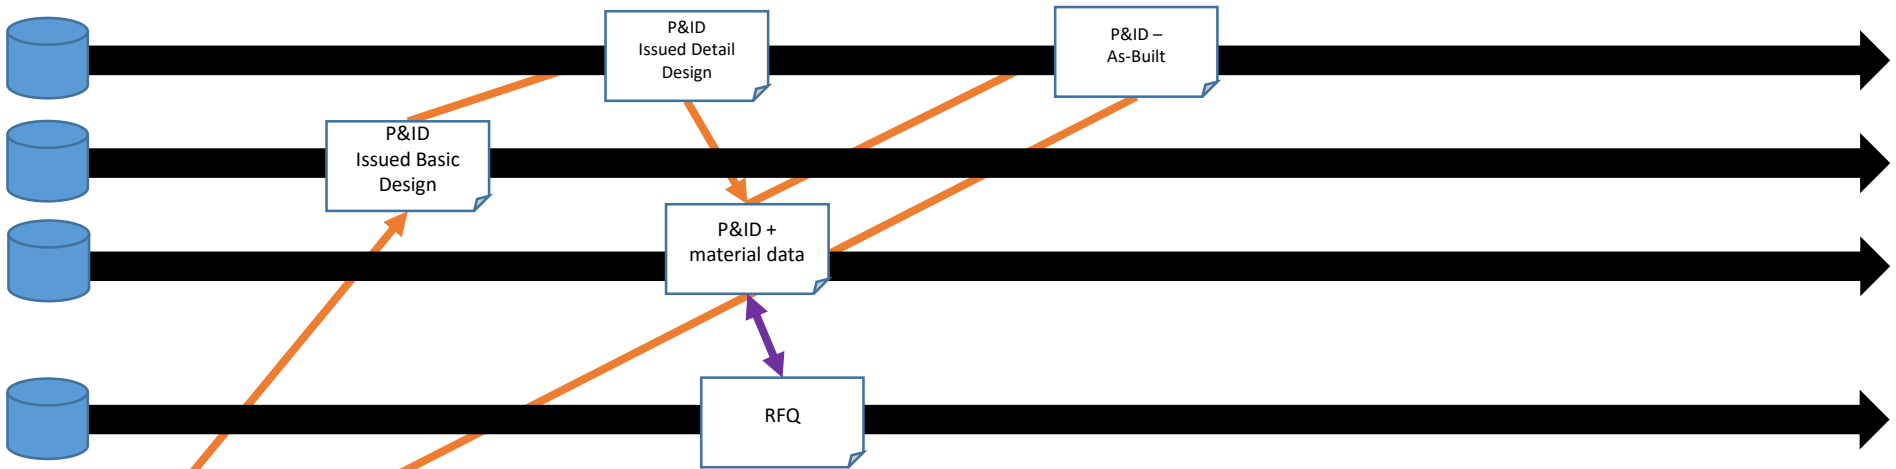 P&ID
Issued Detail
Design
P&ID –
As-Built
P&ID
Issued Basic
Design
P&ID +
material data
RFQ